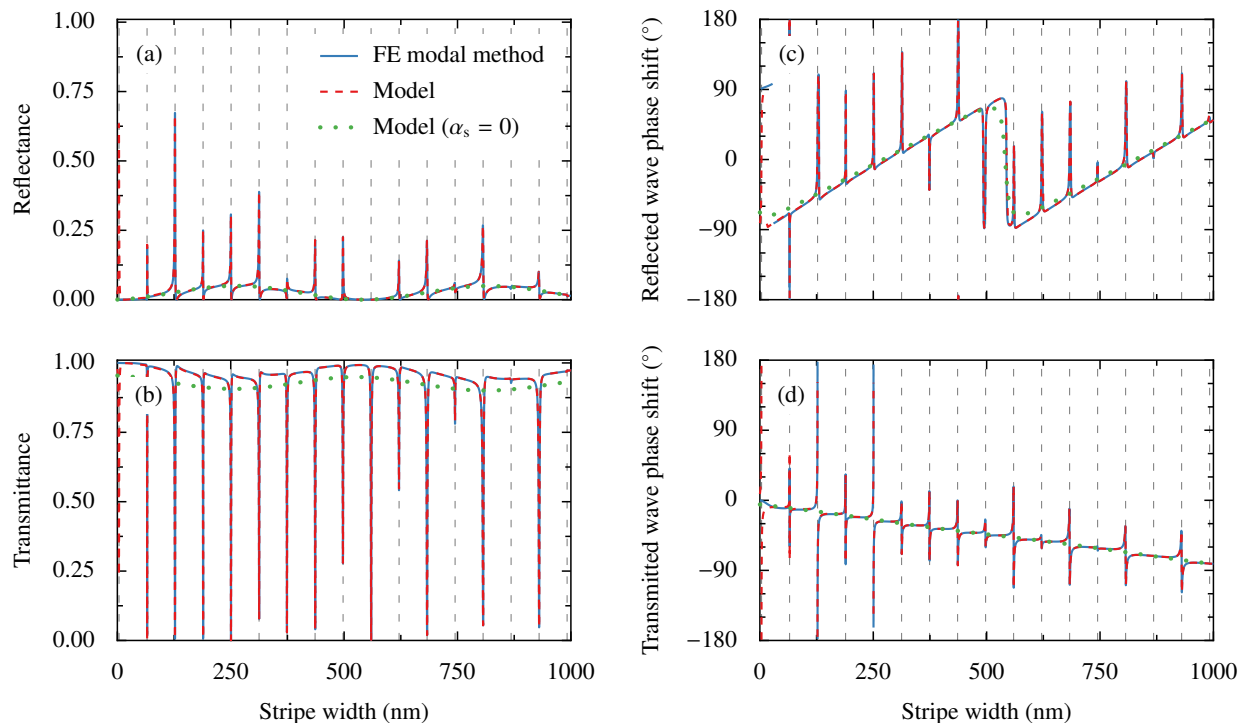 (a)
FE modal method
Model
Model (αs = 0)
1.00
0.75
0.50
0.25
0.00
Reflectance
(b)
1.00
0.75
0.50
0.25
0.00
Transmittance
0 250 500 750 1000
Stripe width (nm)
(c)
180
90
0
−90
−180
Reflected wave phase shift (°)
(d)
180
90
0
−90
−180
Transmitted wave phase shift (°)
0 250 500 750 1000
Stripe width (nm)